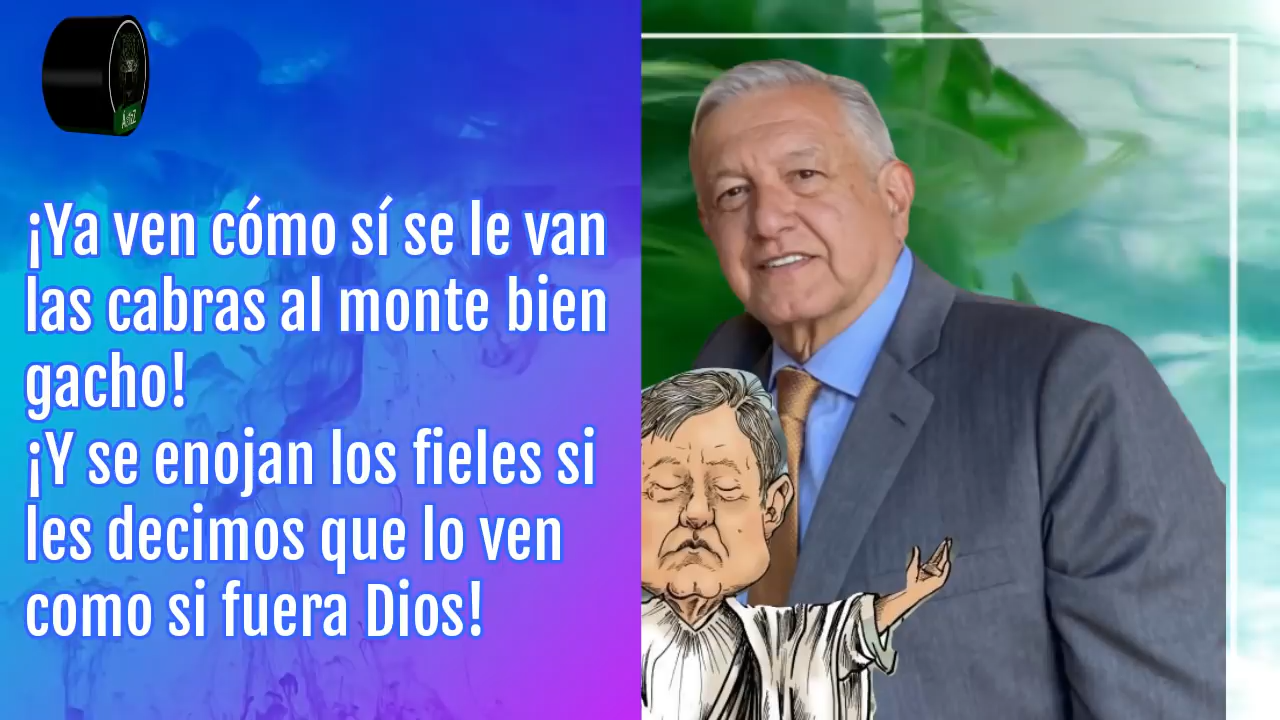 ¡Ya ven cómo sí se le van
las cabras al monte bien
gacho!
¡Y se enojan los fieles si
les decimos que lo ven
como si fuera Dios!